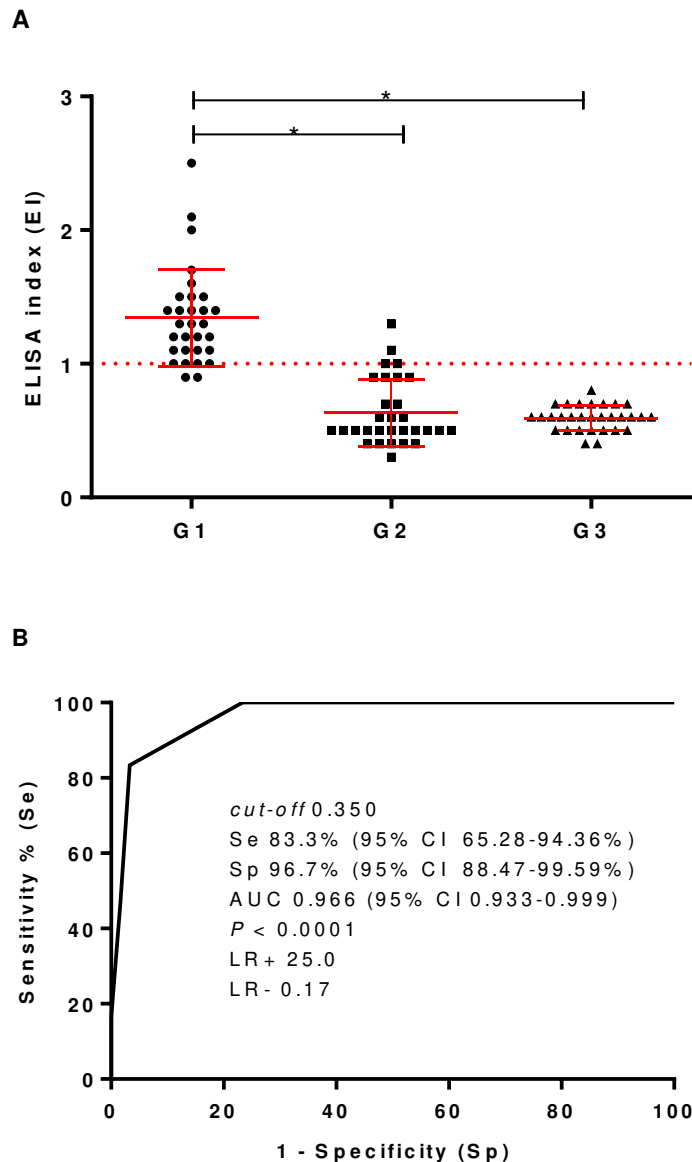 A
3
*
*
2
1
0
ELISA index (EI)
G1 G2 G3
B
100
80
60
40
20
0
Sensitivity % (Se)
cut-off 0.350
Se 83.3% (95% CI 65.28-94.36%)
Sp 96.7% (95% CI 88.47-99.59%)
AUC 0.966 (95% CI 0.933-0.999)
P < 0.0001
LR+ 25.0
LR- 0.17
0 20 40 60 80 100
1 - Specificity (Sp)